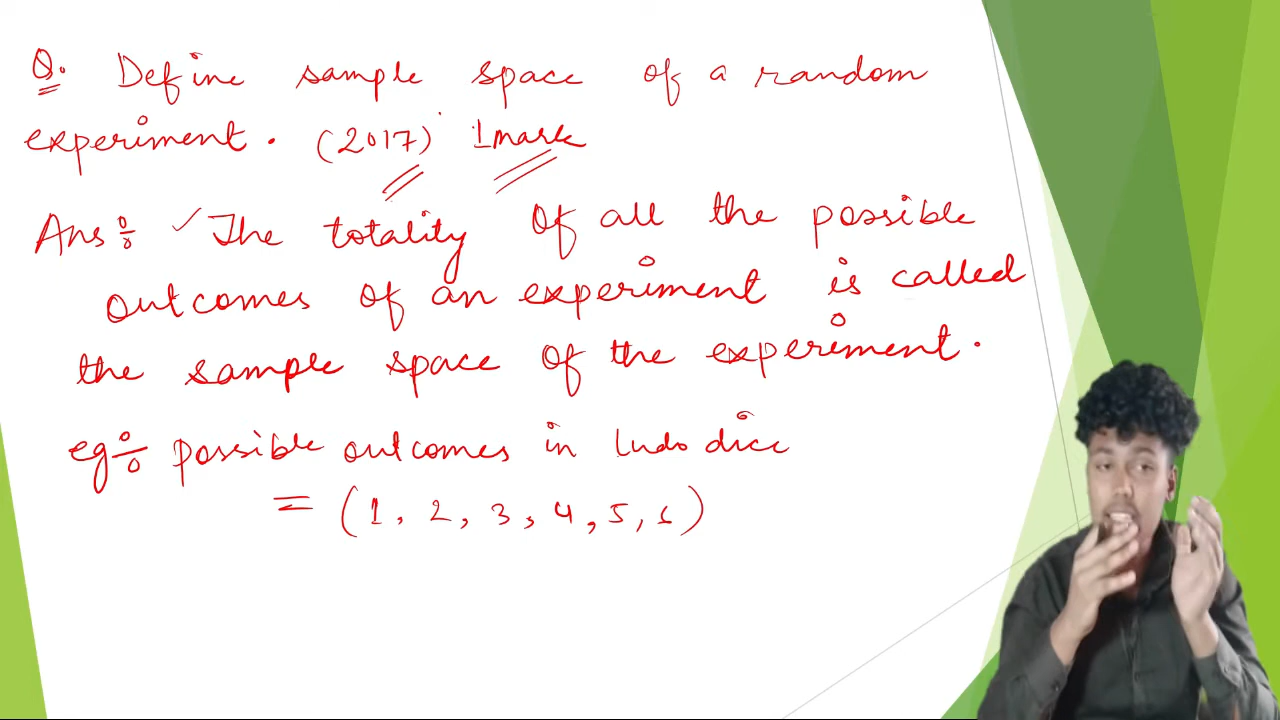 Q. Define sample space of a random
experiment. (2017) 1 mark
Ans: The totality of all the possible
outcomes of an experiment is called
the sample space of the experiment.
eg: possible outcomes in ludo dice
= (1, 2, 3, 4, 5, 6)